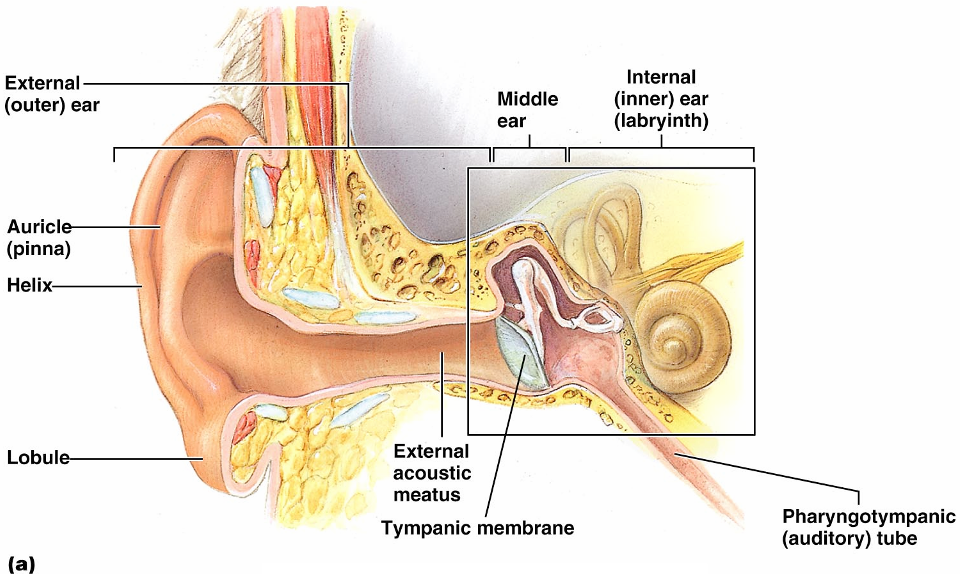 External
(outer) ear
Middle
ear
Internal
(inner) ear
(labryinth)
Auricle
(pinna)
Helix
Lobule
External
acoustic
meatus
Tympanic membrane
Pharyngotympanic
(auditory) tube
(a)